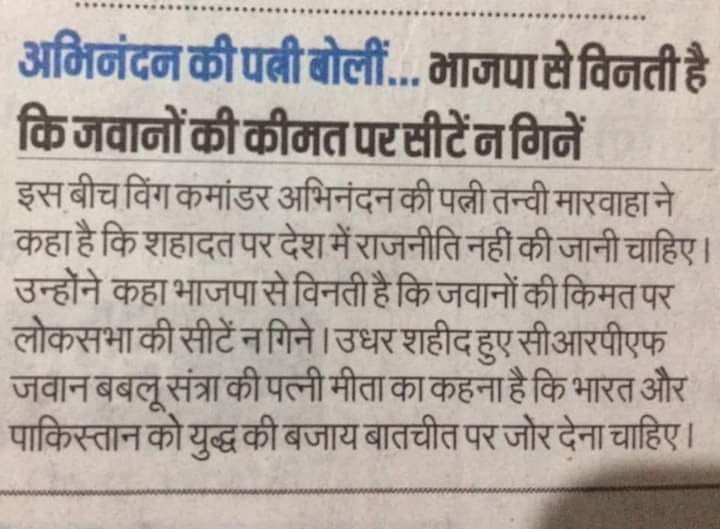 अभिनंदन की पत्नी बोलीं... भाजपा से विनती है
कि जवानों की कीमत पर सीटें न गिनें
इस बीच विंग कमांडर अभिनंदन की पत्नी तन्वी मारवाहा ने
कहा है कि शहादत पर देश में राजनीति नहीं की जानी चाहिए।
उन्होंने कहा भाजपा से विनती है कि जवानों की किमत पर
लोकसभा की सीटें न गिने। उधर शहीद हुए सीआरपीएफ
जवान बबलू संत्रा की पत्नी मीता का कहना है कि भारत और
पाकिस्तान को युद्ध की बजाय बातचीत पर जोर देना चाहिए।